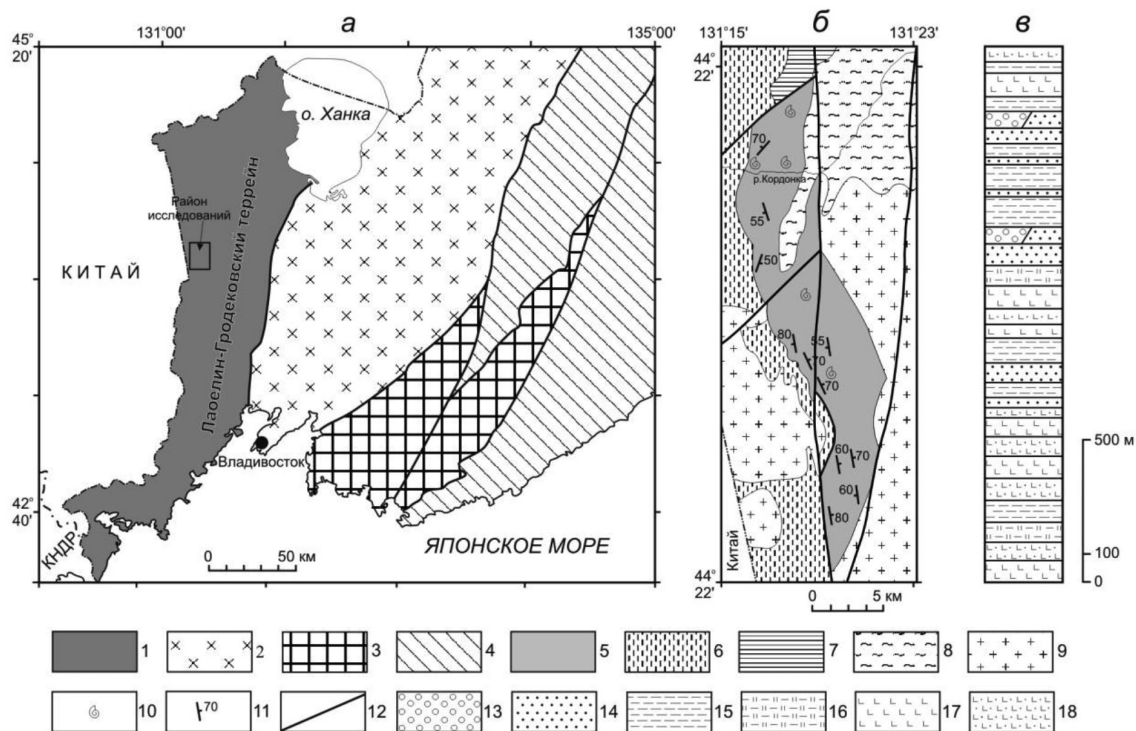 а
б
в
131°00'
135°00'
131°15
131°23
45°
20'
44°
22'
о. Ханка
Район
исследований
Лаоелин-Гродековский террейн
КИТАЙ
Владивосток
42°
40'
КНДР
ЯПОНСКОЕ МОРЕ
0 50 км
70
р.Кордонка
55
50
80
55
70
70
60
70
60
80
Китай
44°
22'
0 5 км
500 м
100
0
1 2 3 4 5 6 7 8 9
10 70 11 12 13 14 15 16 17 18